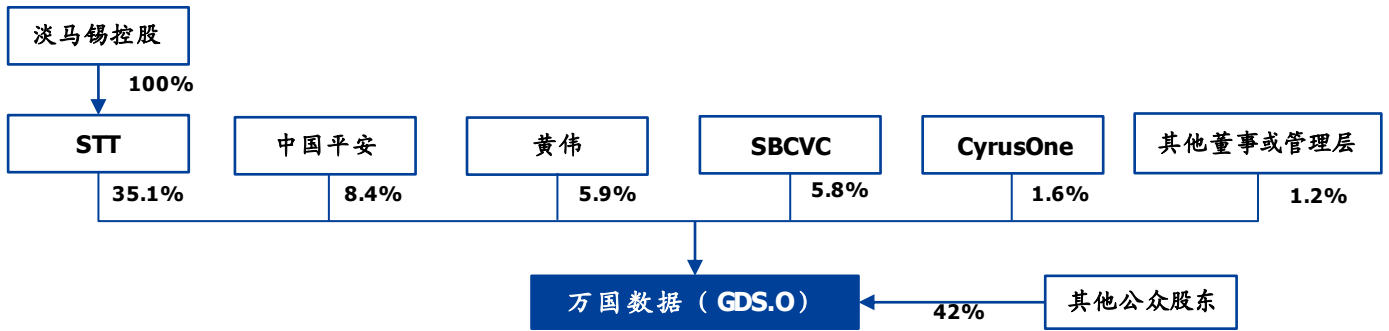 淡马锡控股
100%
STT
中国平安
黄伟
SBCVC
CyrusOne
其他董事或管理层
35.1%
8.4%
5.9%
5.8%
1.6%
1.2%
万国数据（GDS.O）
42%
其他公众股东